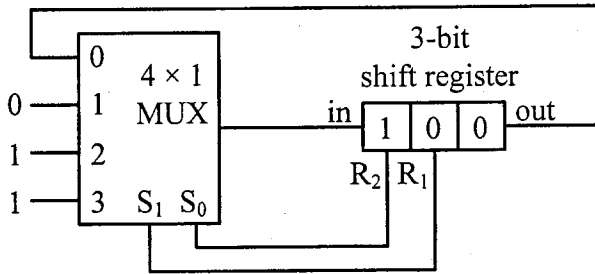 3-bit
shift register
0
4 × 1
MUX
0
1
in
1
0
0
out
1
2
1
3
S₁ S₀
R₂ R₁